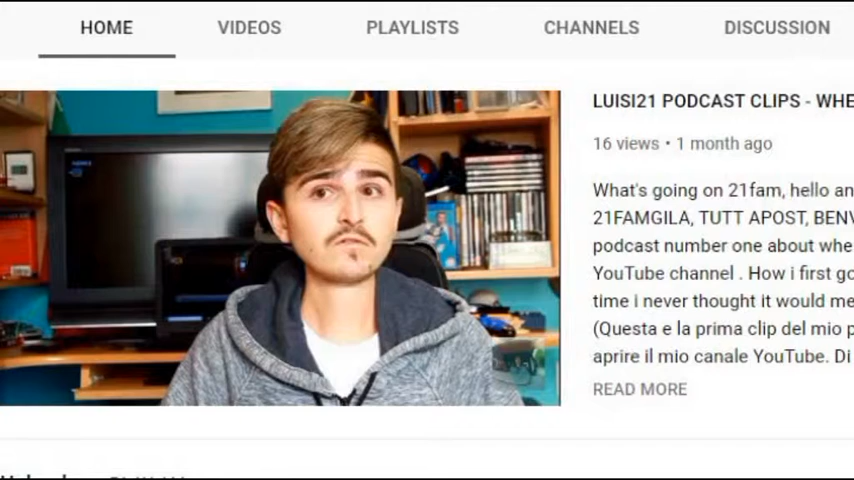 HOME VIDEOS PLAYLISTS CHANNELS DISCUSSION
LUISI21 PODCAST CLIPS - WHE
16 views • 1 month ago
What's going on 21fam, hello an
21FAMGILA, TUTT APOST, BENV
podcast number one about whe
YouTube channel . How i first go
time i never thought it would me
(Questa e la prima clip del mio p
aprire il mio canale YouTube. Di
READ MORE